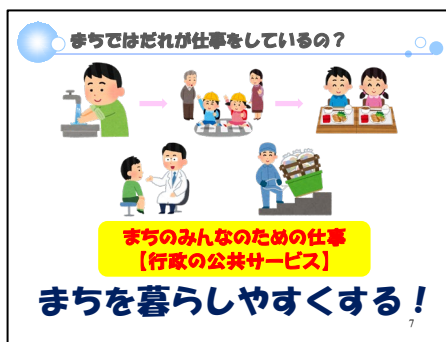 まちではだれが仕事をしているの？
まちのみんなのための仕事
【行政の公共サービス】
まちを暮らしやすくする！
7